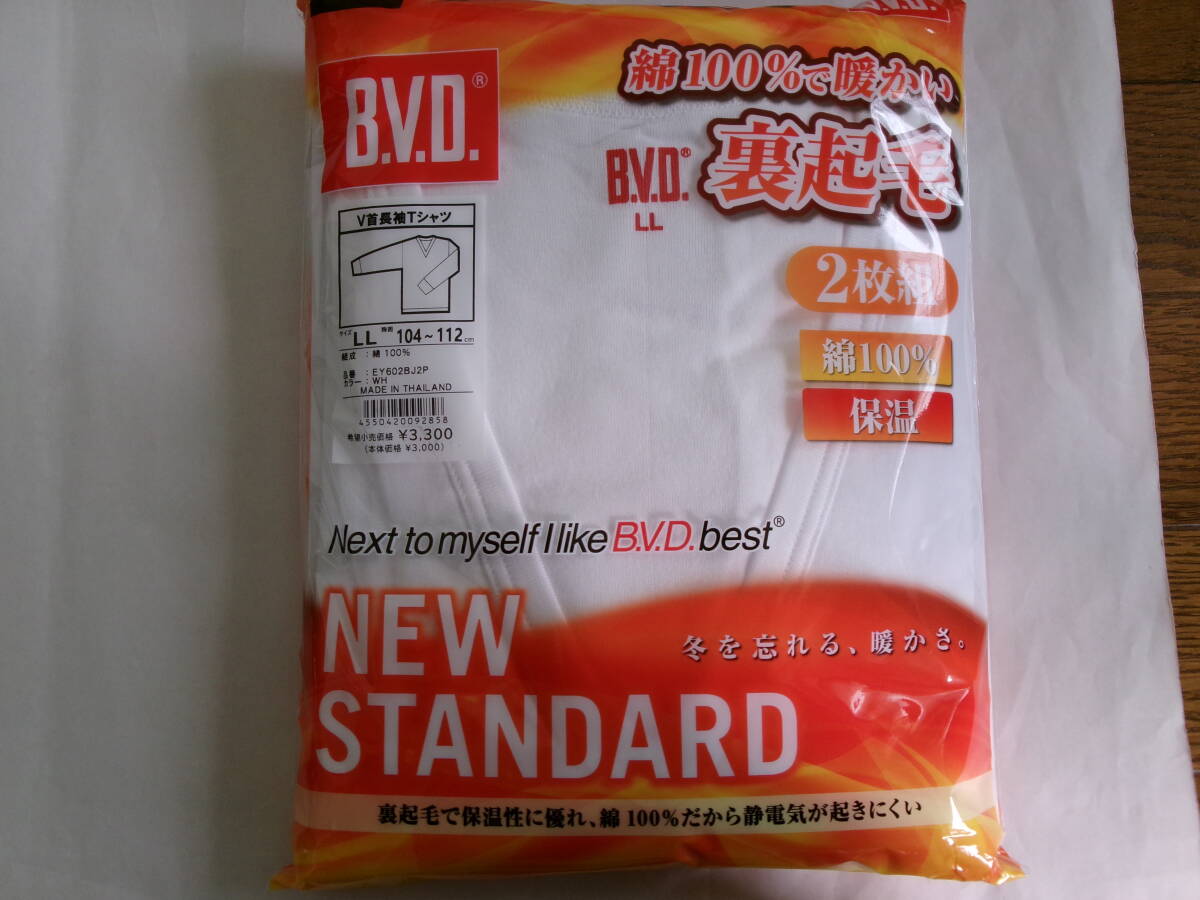 B.V.D.®
綿100%で暖かい
裏起毛
B.V.D.®
LL
2枚組
綿100%
保温
V首長袖Tシャツ
サイズ LL 胸囲 104~112cm
組成 : 綿100%
品番 : EY602BJ2P
カラー : WH
MADE IN THAILAND
4550420092858
希望小売価格 ¥3,300
(本体価格 ¥3,000)
Next to myself I like B.V.D. best®
NEW
STANDARD
冬を忘れる、暖かさ。
裏起毛で保温性に優れ、綿100%だから静電気が起きにくい